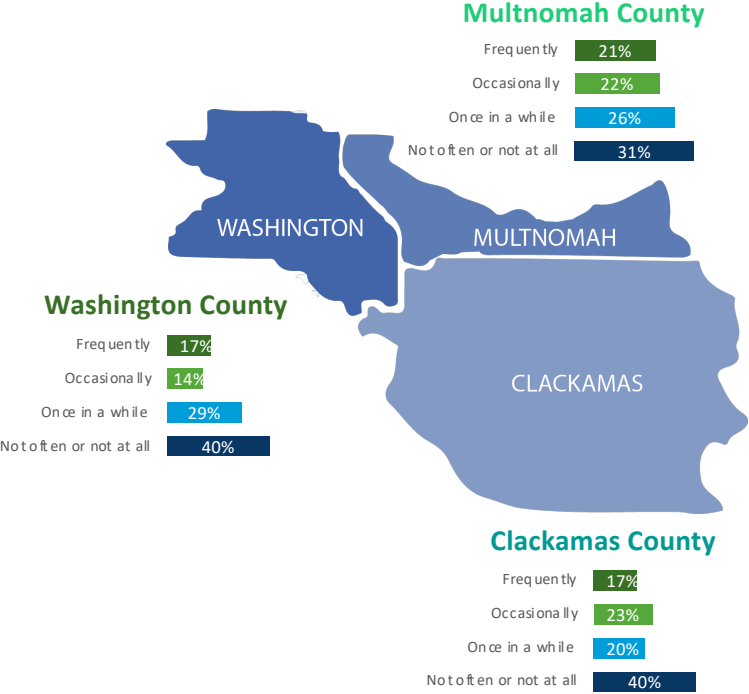 Multnomah County
Frequently 21%
Occasionally 22%
Once in a while 26%
Not often or not at all 31%
WASHINGTON
MULTNOMAH
Washington County
Frequently 17%
Occasionally 14%
Once in a while 29%
Not often or not at all 40%
CLACKAMAS
Clackamas County
Frequently 17%
Occasionally 23%
Once in a while 20%
Not often or not at all 40%